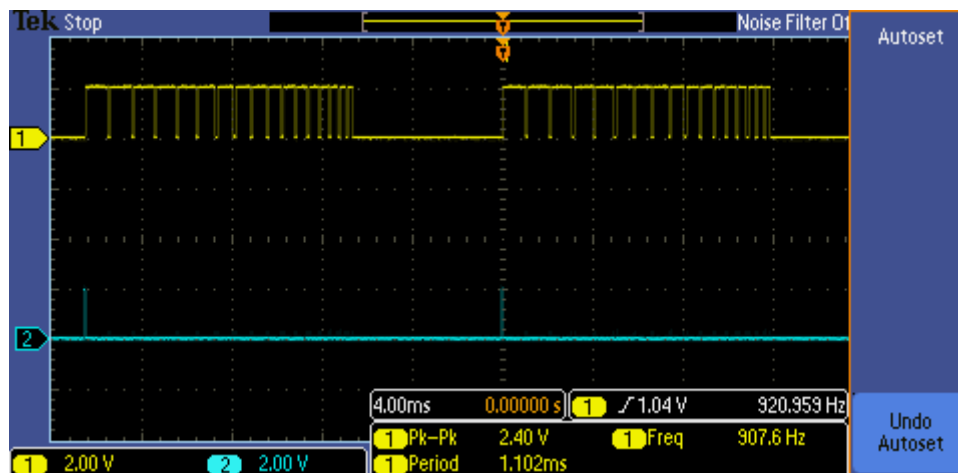 Tek Stop
Noise Filter Of
Autoset
1
2
4.00ms 0.00000 s
1 1.04 V 920.959 Hz
1 Pk-Pk 2.40 V 1 Freq 907.6 Hz
1 Period 1.102ms
1 2.00 V 2 2.00 V
Undo
Autoset